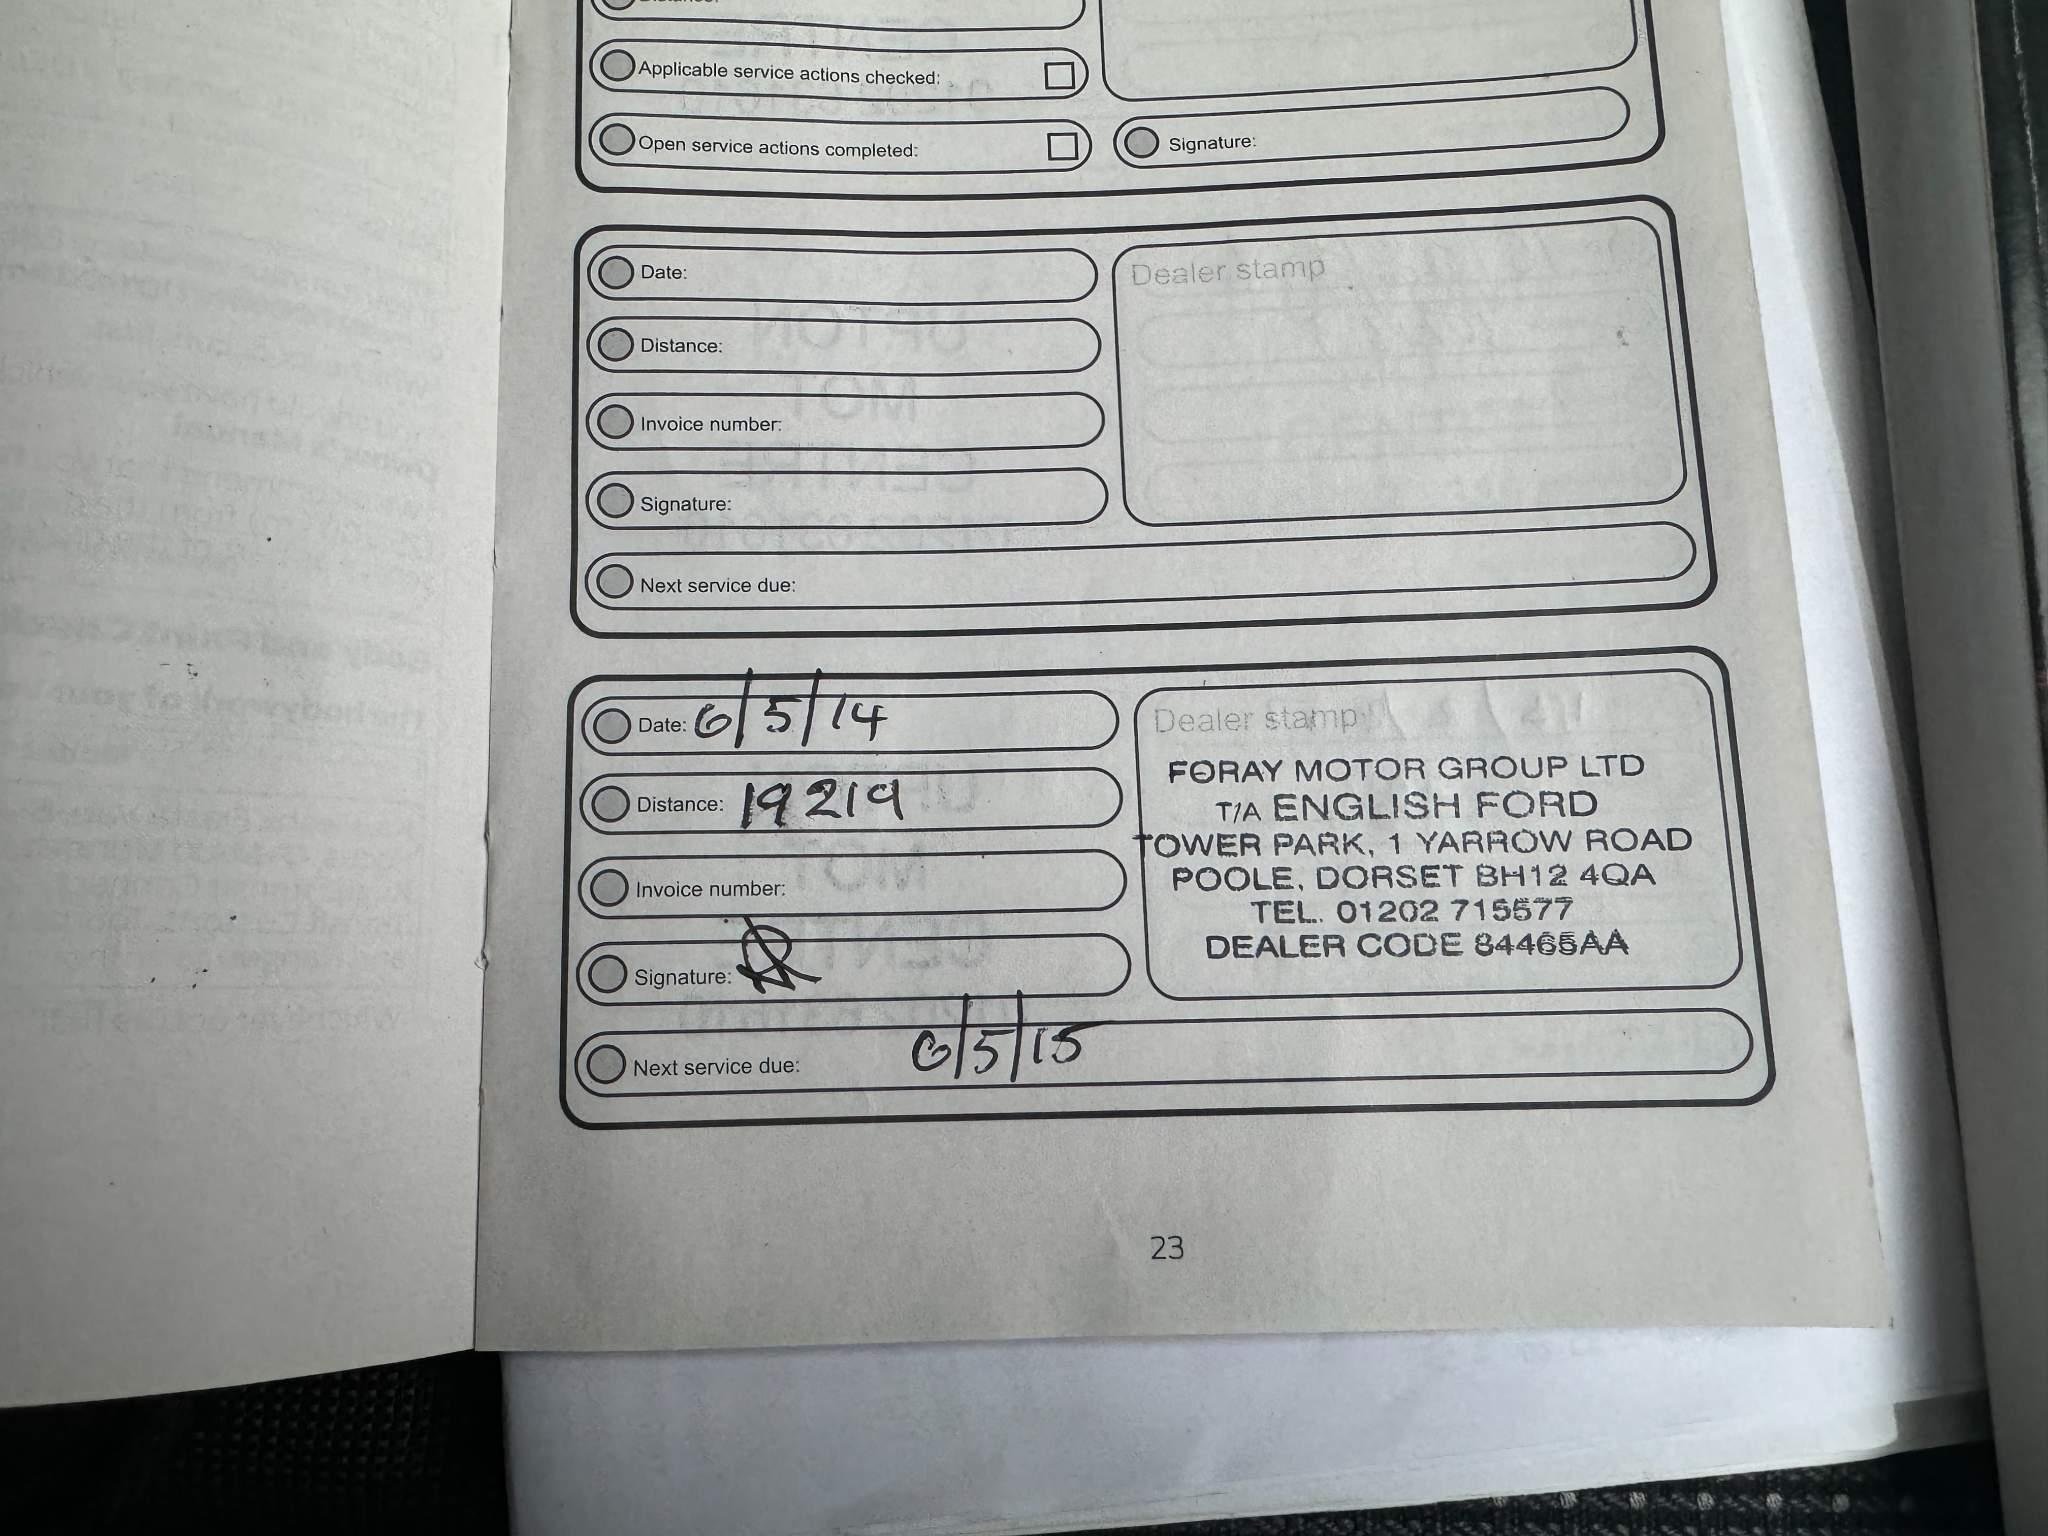 Applicable service actions checked:
Open service actions completed:
Signature:
Date:
Distance:
Invoice number:
Signature:
Next service due:
Dealer stamp
Date: 6/5/14
Distance: 19219
Invoice number:
Signature:
Next service due: 6/5/15
Dealer stamp
FORAY MOTOR GROUP LTD
T/A ENGLISH FORD
TOWER PARK, 1 YARROW ROAD
POOLE, DORSET BH12 4QA
TEL. 01202 715577
DEALER CODE 84465AA
23